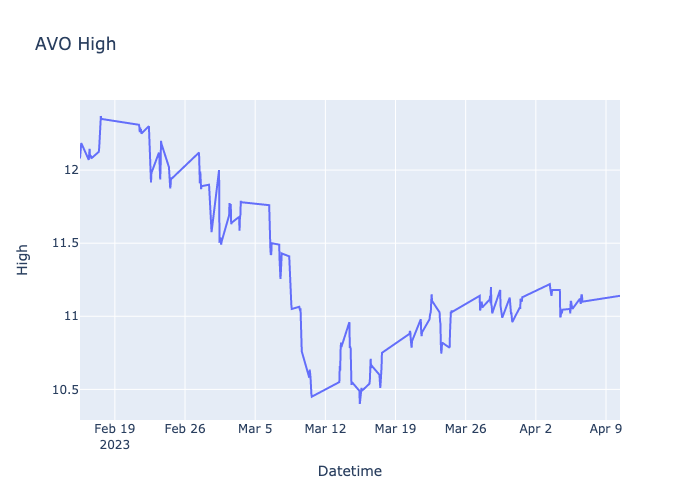 AVO High
High
12
11.5
11
10.5
Feb 19
2023
Feb 26
Mar 5
Mar 12
Mar 19
Mar 26
Apr 2
Apr 9
Datetime